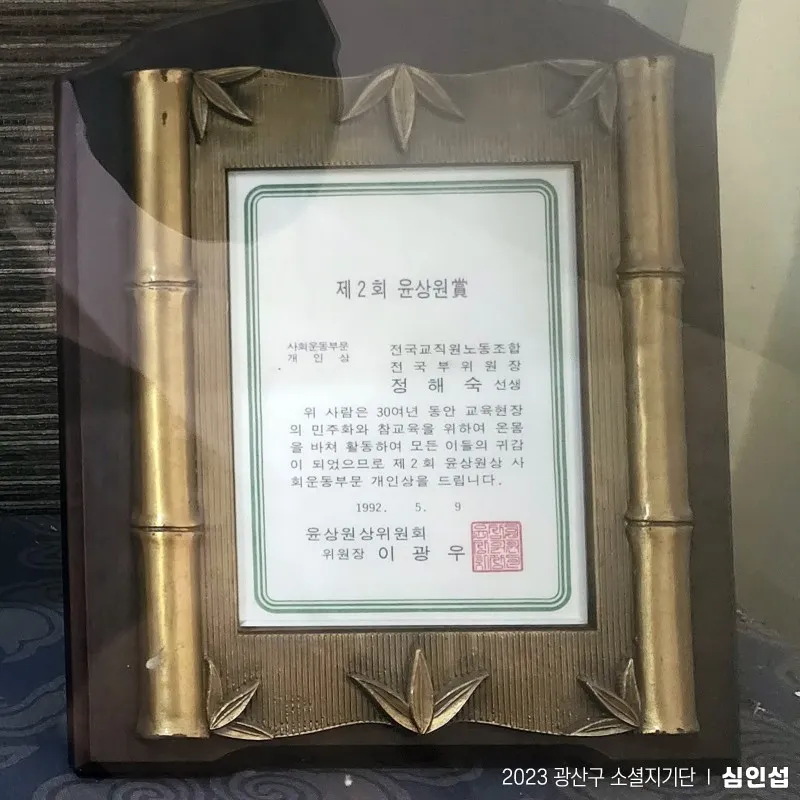 제2회 윤상원賞
사회운동부문
개인상
전국교직원노동조합
전국부위원장
정해숙 선생
위 사람은 30여년 동안 교육현장
의 민주화와 참교육을 위하여 온몸
을 바쳐 활동하여 모든 이들의 귀감
이 되었으므로 제2회 윤상원상 사
회운동부문 개인상을 드립니다.
1992. 5. 9
윤상원상위원회
위원장 이광우
2023 광산구 소셜지기단 | 심인섭